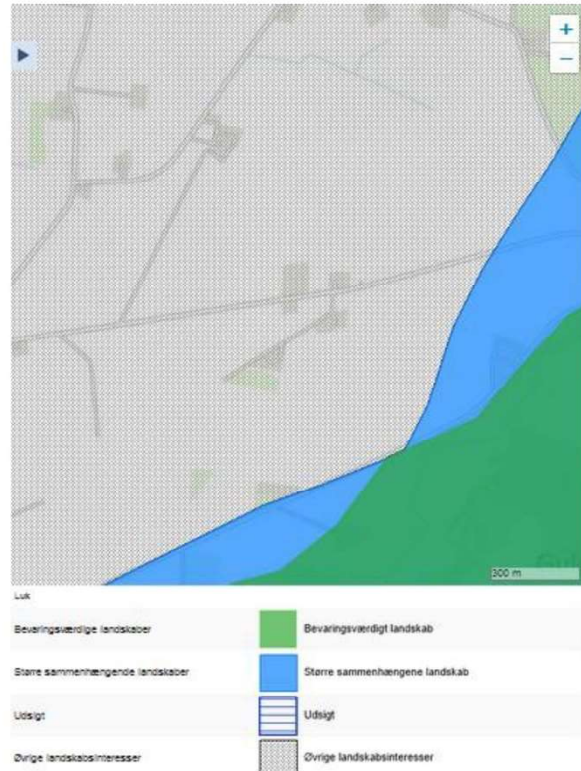 +
−
300 m
Luk
Bevaringsværdige landskaber Bevaringsværdigt landskab
Større sammenhængende landskaber Større sammenhængene landskab
Udsigt Udsigt
Øvrige landskabsinteresser Øvrige landskabsinteresser